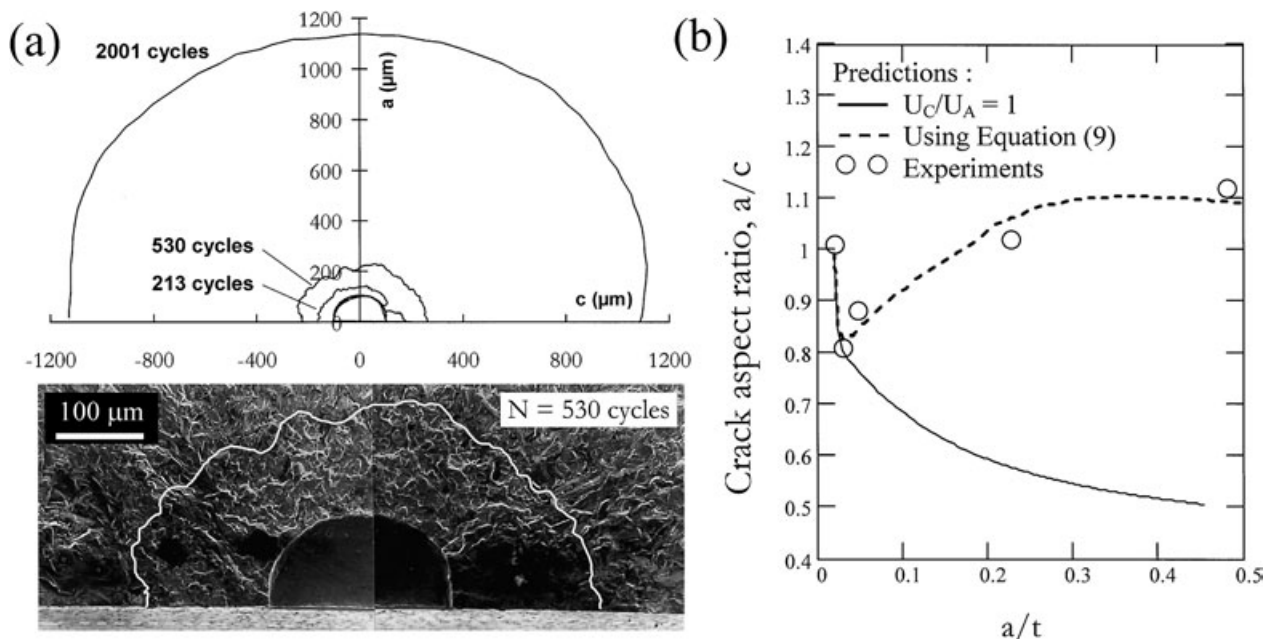 (a)
2001 cycles
1200
1000
800
600
400
200
0
a (µm)
530 cycles
213 cycles
c (µm)
-1200 -800 -400 0 400 800 1200
100 µm
N = 530 cycles
(b)
Predictions :
U_C/U_A = 1
Using Equation (9)
Experiments
Crack aspect ratio, a/c
1.4
1.3
1.2
1.1
1
0.9
0.8
0.7
0.6
0.5
0.4
0 0.1 0.2 0.3 0.4 0.5
a/t